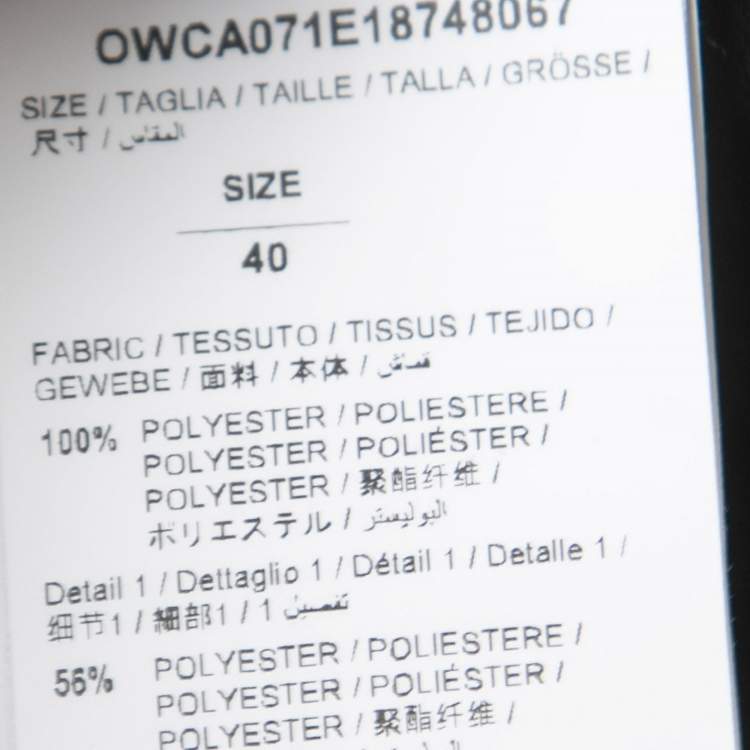 OWCA071E18748067
SIZE / TAGLIA / TAILLE / TALLA / GRÖSSE /
尺寸 / المقاس
SIZE
40
FABRIC / TESSUTO / TISSUS / TEJIDO /
GEWEBE / 面料 / 本体 / قماش
100% POLYESTER / POLIESTERE /
POLYESTER / POLIÉSTER /
POLYESTER / 聚酯纤维 /
ポリエステル / البوليستر
Detail 1 / Dettaglio 1 / Détail 1 / Detalle 1 /
细节1 / 細部1 / 1 تفصيل
56% POLYESTER / POLIESTERE /
POLYESTER / POLIÉSTER /
POLYESTER / 聚酯纤维 /